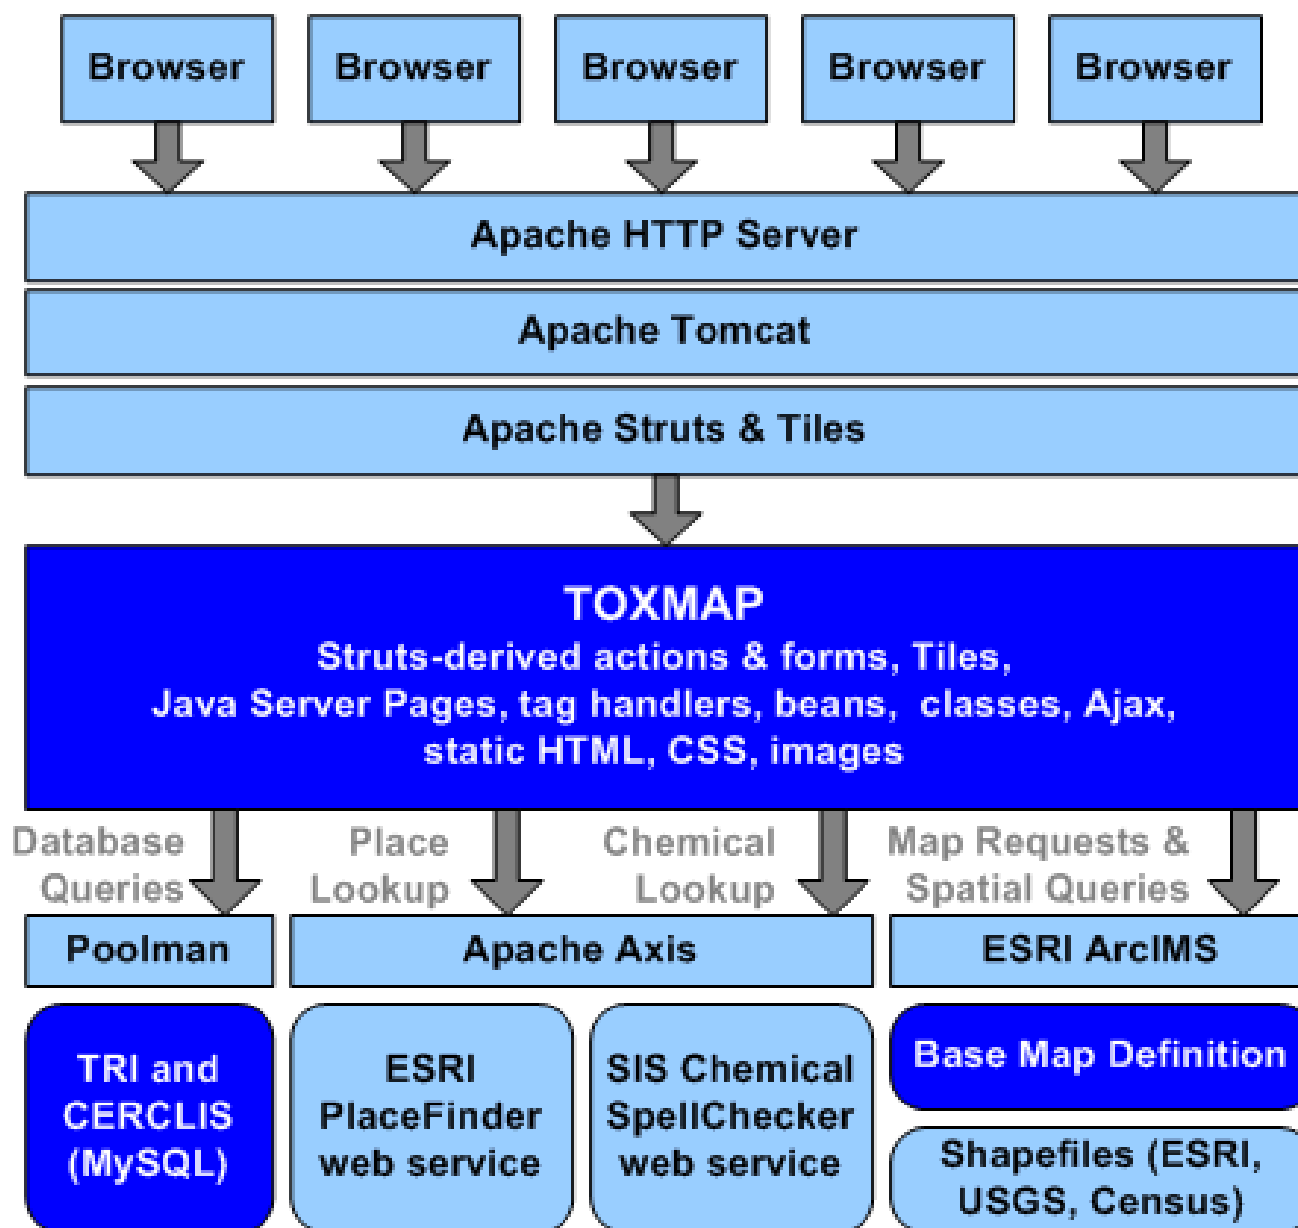 Browser
Browser
Browser
Browser
Browser
Apache HTTP Server
Apache Tomcat
Apache Struts & Tiles
TOXMAP
Struts-derived actions & forms, Tiles,
Java Server Pages, tag handlers, beans, classes, Ajax,
static HTML, CSS, images
Database
Queries
Place
Lookup
Chemical
Lookup
Map Requests &
Spatial Queries
Poolman
Apache Axis
ESRI ArcIMS
TRI and
CERCLIS
(MySQL)
ESRI
PlaceFinder
web service
SIS Chemical
SpellChecker
web service
Base Map Definition
Shapefiles (ESRI,
USGS, Census)